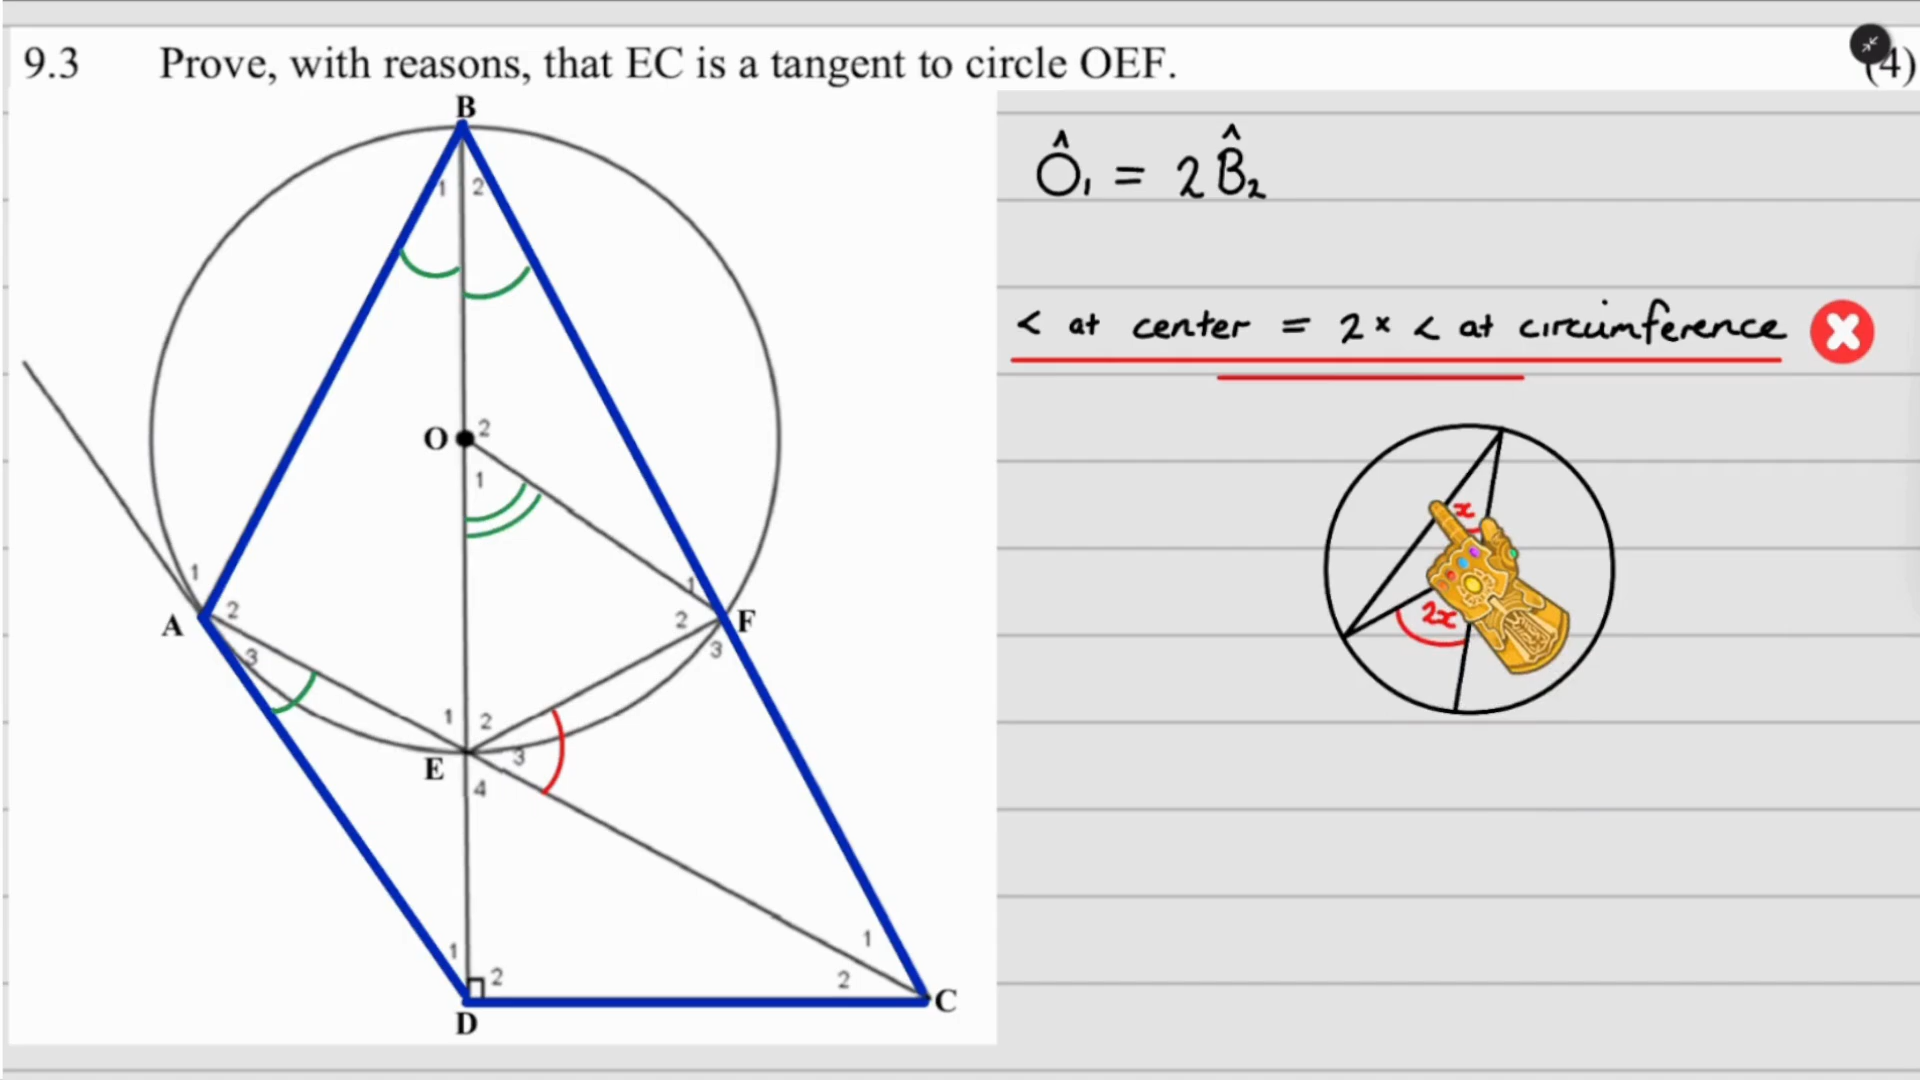 9.3 Prove, with reasons, that EC is a tangent to circle OEF. (4)
B
1 2
Ô₁ = 2B̂₂
< at center = 2 × < at circumference
O 2
1
x
1
1
A 2
2 F
3
3
2x
1 2
E 3
4
1
1
2
2
C
D